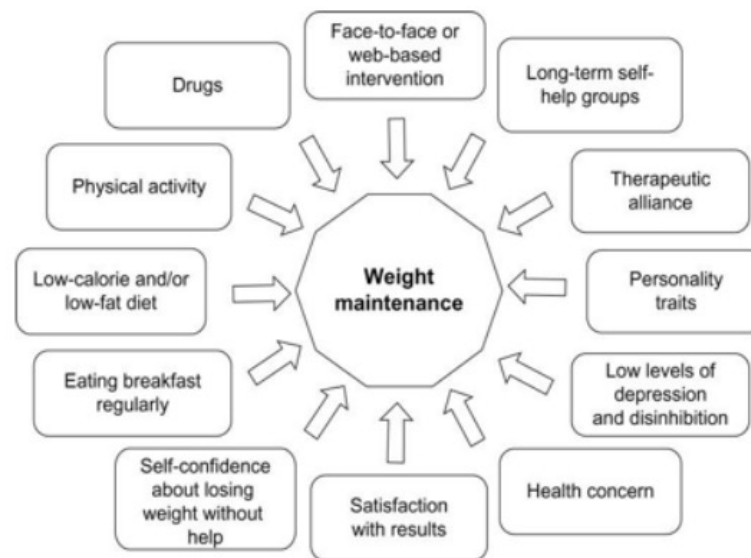 Face-to-face or
web-based
intervention
Long-term self-
help groups
Therapeutic
alliance
Personality
traits
Low levels of
depression
and disinhibition
Health concern
Satisfaction
with results
Self-confidence
about losing
weight without
help
Eating breakfast
regularly
Low-calorie and/or
low-fat diet
Physical activity
Drugs
Weight
maintenance